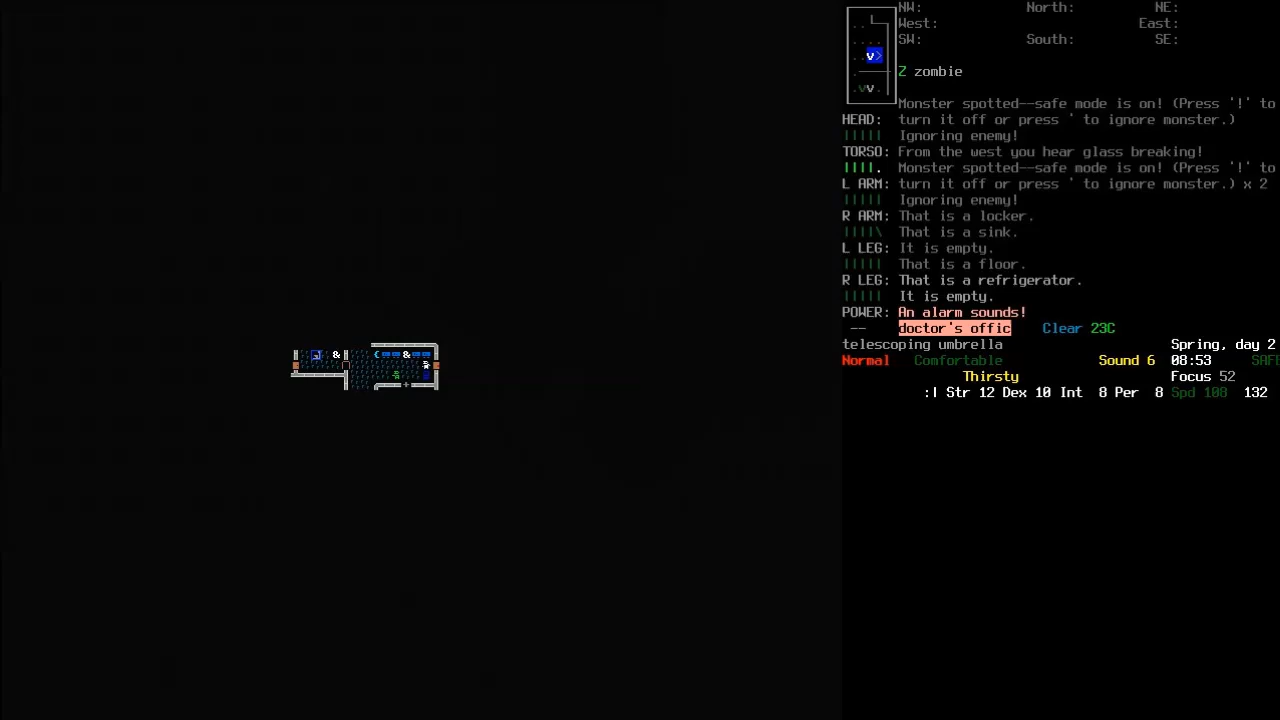 NW: North: NE:
West: East:
SW: South: SE:
Z zombie
Monster spotted--safe mode is on! (Press '!' to
HEAD: turn it off or press ' to ignore monster.)
||||| Ignoring enemy!
TORSO: From the west you hear glass breaking!
||||. Monster spotted--safe mode is on! (Press '!' to
L ARM: turn it off or press ' to ignore monster.) x 2
||||| Ignoring enemy!
R ARM: That is a locker.
||||\ That is a sink.
L LEG: It is empty.
||||| That is a floor.
R LEG: That is a refrigerator.
||||| It is empty.
POWER: An alarm sounds!
-- doctor's offic Clear 23C
telescoping umbrella Spring, day 2
Normal Comfortable Sound 6 08:53 SAFE
Thirsty Focus 52
:| Str 12 Dex 10 Int 8 Per 8 Spd 108 132